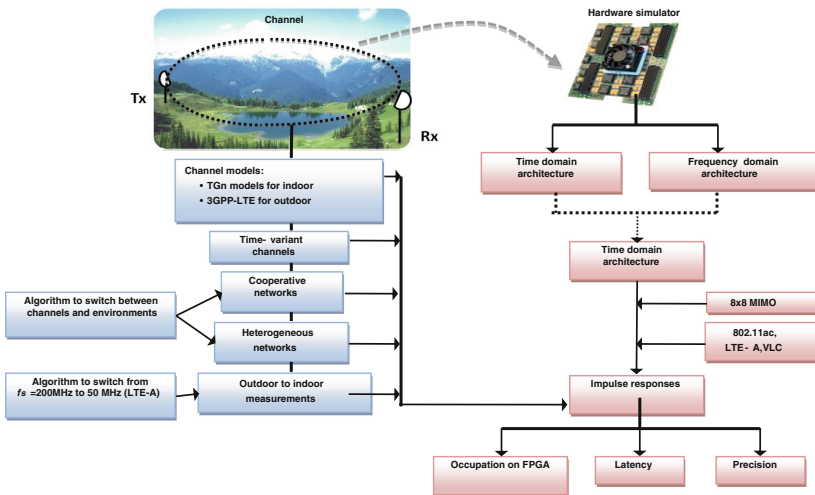 Channel
Hardware simulator
Tx
Rx
Channel models:
• TGn models for indoor
• 3GPP-LTE for outdoor
Time domain
architecture
Frequency domain
architecture
Time- variant
channels
Time domain
architecture
Algorithm to switch between
channels and environments
Cooperative
networks
Heterogeneous
networks
8x8 MIMO
802.11ac,
LTE- A,VLC
Algorithm to switch from
fs =200MHz to 50 MHz (LTE-A)
Outdoor to indoor
measurements
Impulse responses
Occupation on FPGA
Latency
Precision